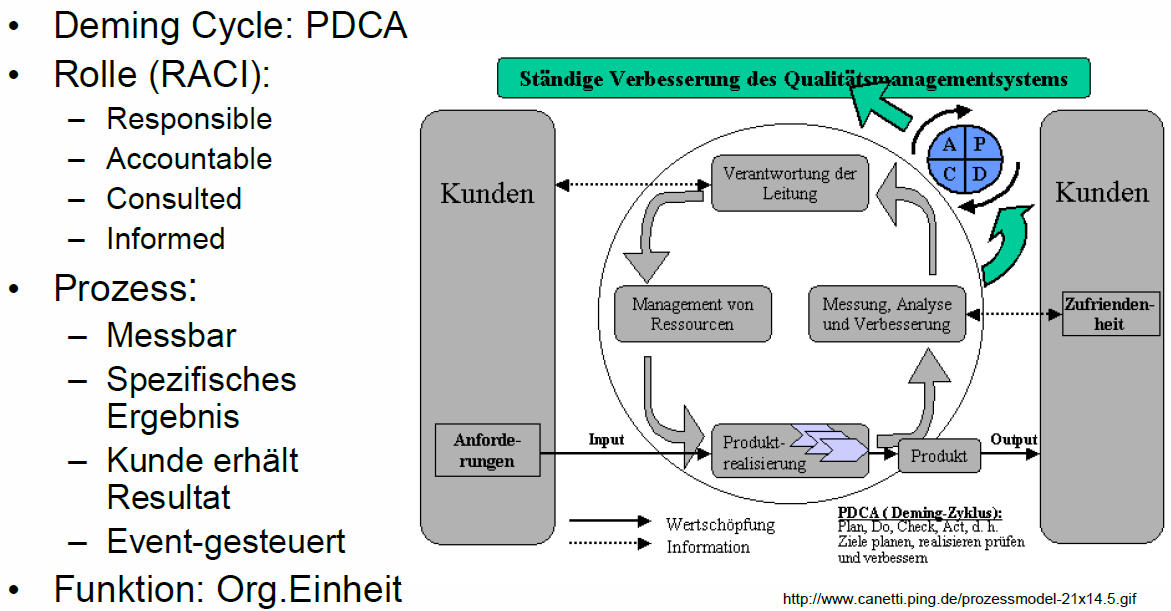 • Deming Cycle: PDCA
• Rolle (RACI):
– Responsible
– Accountable
– Consulted
– Informed
• Prozess:
– Messbar
– Spezifisches
Ergebnis
– Kunde erhält
Resultat
– Event-gesteuert
• Funktion: Org.Einheit
Ständige Verbesserung des Qualitätsmanagementsystems
A P
C D
Kunden
Verantwortung der
Leitung
Kunden
Management von
Ressourcen
Messung, Analyse
und Verbesserung
Zufrienden-
heit
Anforde-
rungen
Input
Produkt-
realisierung
Produkt
Output
Wertschöpfung
Information
PDCA ( Deming-Zyklus):
Plan, Do, Check, Act, d. h.
Ziele planen, realisieren prüfen
und verbessern
http://www.canetti.ping.de/prozessmodel-21x14.5.gif